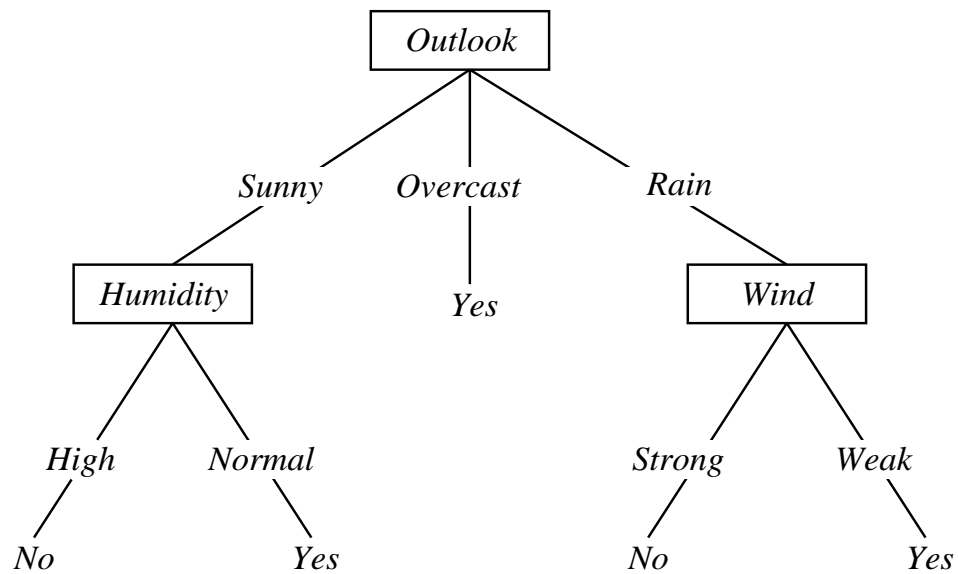 Outlook
Sunny Overcast Rain
Humidity Yes Wind
High Normal Strong Weak
No Yes No Yes